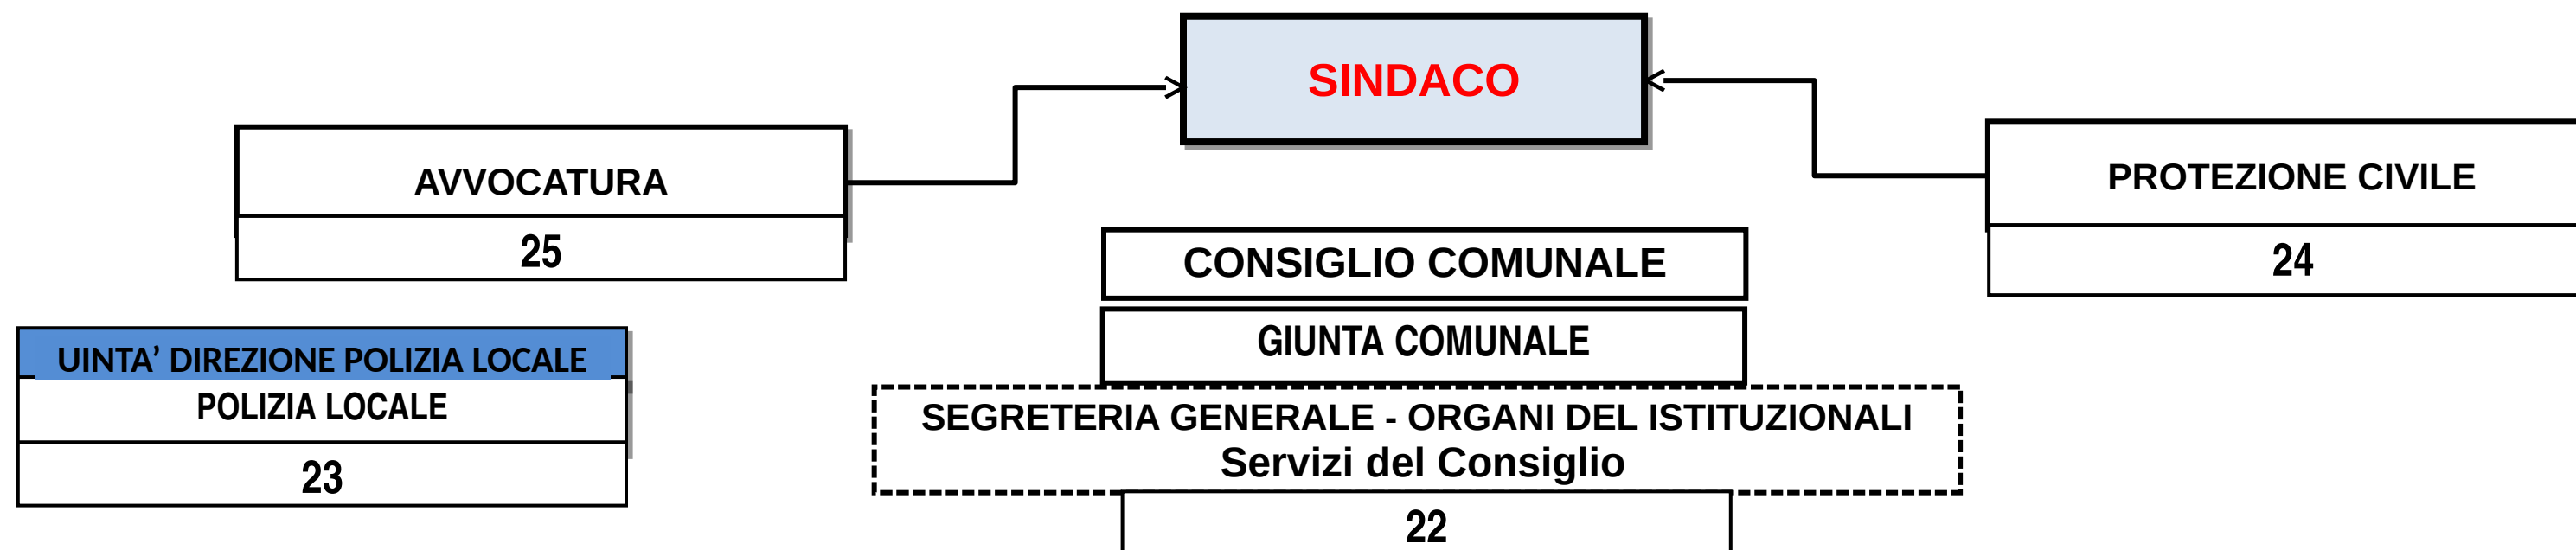 SINDACO
AVVOCATURA
25
PROTEZIONE CIVILE
24
CONSIGLIO COMUNALE
GIUNTA COMUNALE
UINTA’ DIREZIONE POLIZIA LOCALE
POLIZIA LOCALE
23
SEGRETERIA GENERALE - ORGANI DEL ISTITUZIONALI
Servizi del Consiglio
22